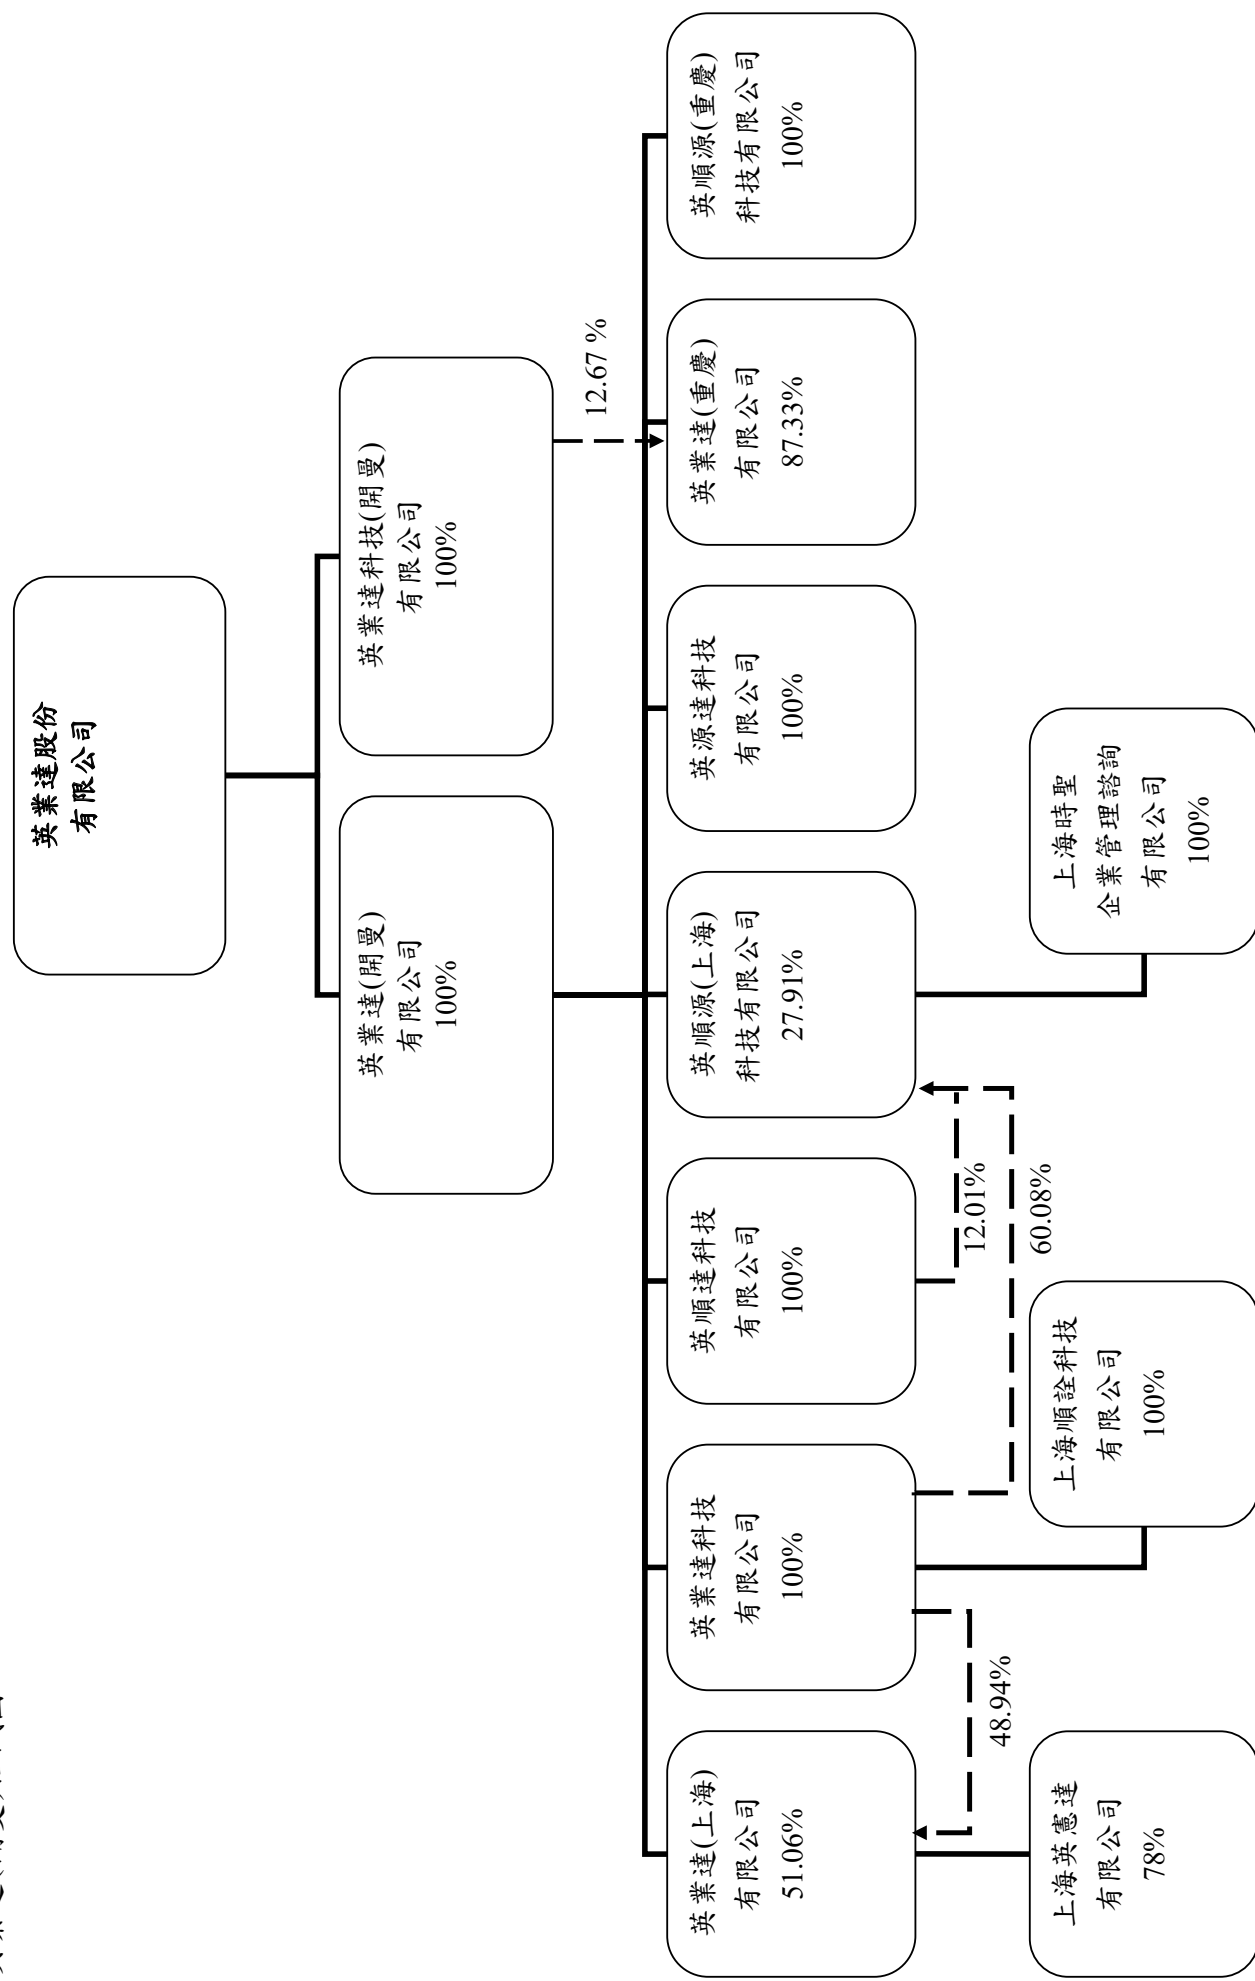 英業達股份
有限公司
英業達(開曼)
有限公司
100%
英業達科技(開曼)
有限公司
100%
12.67 %
英業達(上海)
有限公司
51.06%
英業達科技
有限公司
100%
英順達科技
有限公司
100%
英順源(上海)
科技有限公司
27.91%
英源達科技
有限公司
100%
英業達(重慶)
有限公司
87.33%
英順源(重慶)
科技有限公司
100%
48.94%
12.01%
60.08%
上海英憲達
有限公司
78%
上海順詮科技
有限公司
100%
上海時聖
企業管理諮詢
有限公司
100%